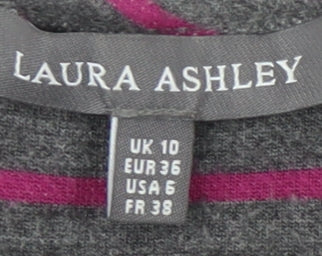 LAURA ASHLEY
UK 10
EUR 36
USA 6
FR 38